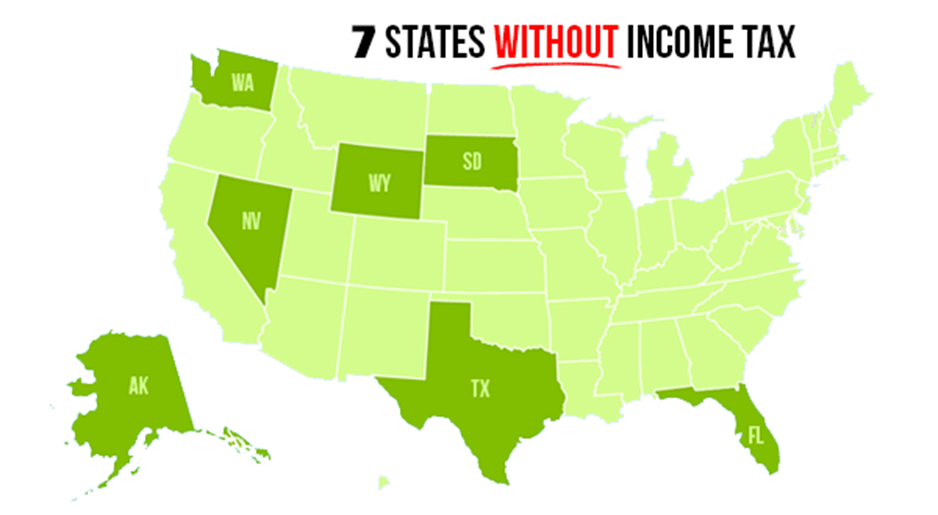 7 STATES WITHOUT INCOME TAX
WA
SD
WY
NV
AK
TX
FL